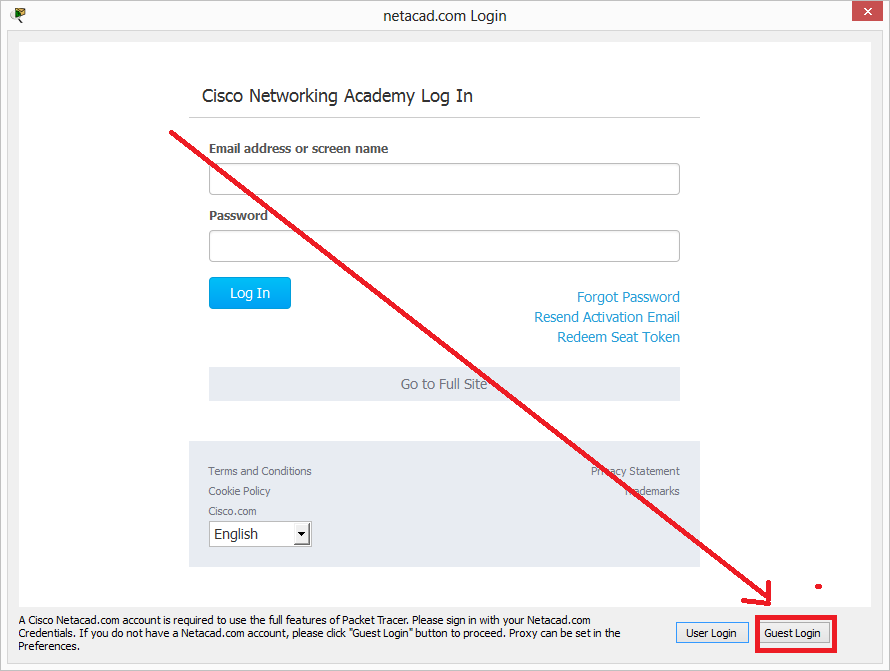 netacad.com Login
Cisco Networking Academy Log In
Email address or screen name
Password
Log In
Forgot Password
Resend Activation Email
Redeem Seat Token
Go to Full Site
Terms and Conditions
Privacy Statement
Cookie Policy
Trademarks
Cisco.com
English
A Cisco Netacad.com account is required to use the full features of Packet Tracer. Please sign in with your Netacad.com
Credentials. If you do not have a Netacad.com account, please click "Guest Login" button to proceed. Proxy can be set in the
Preferences.
User Login
Guest Login